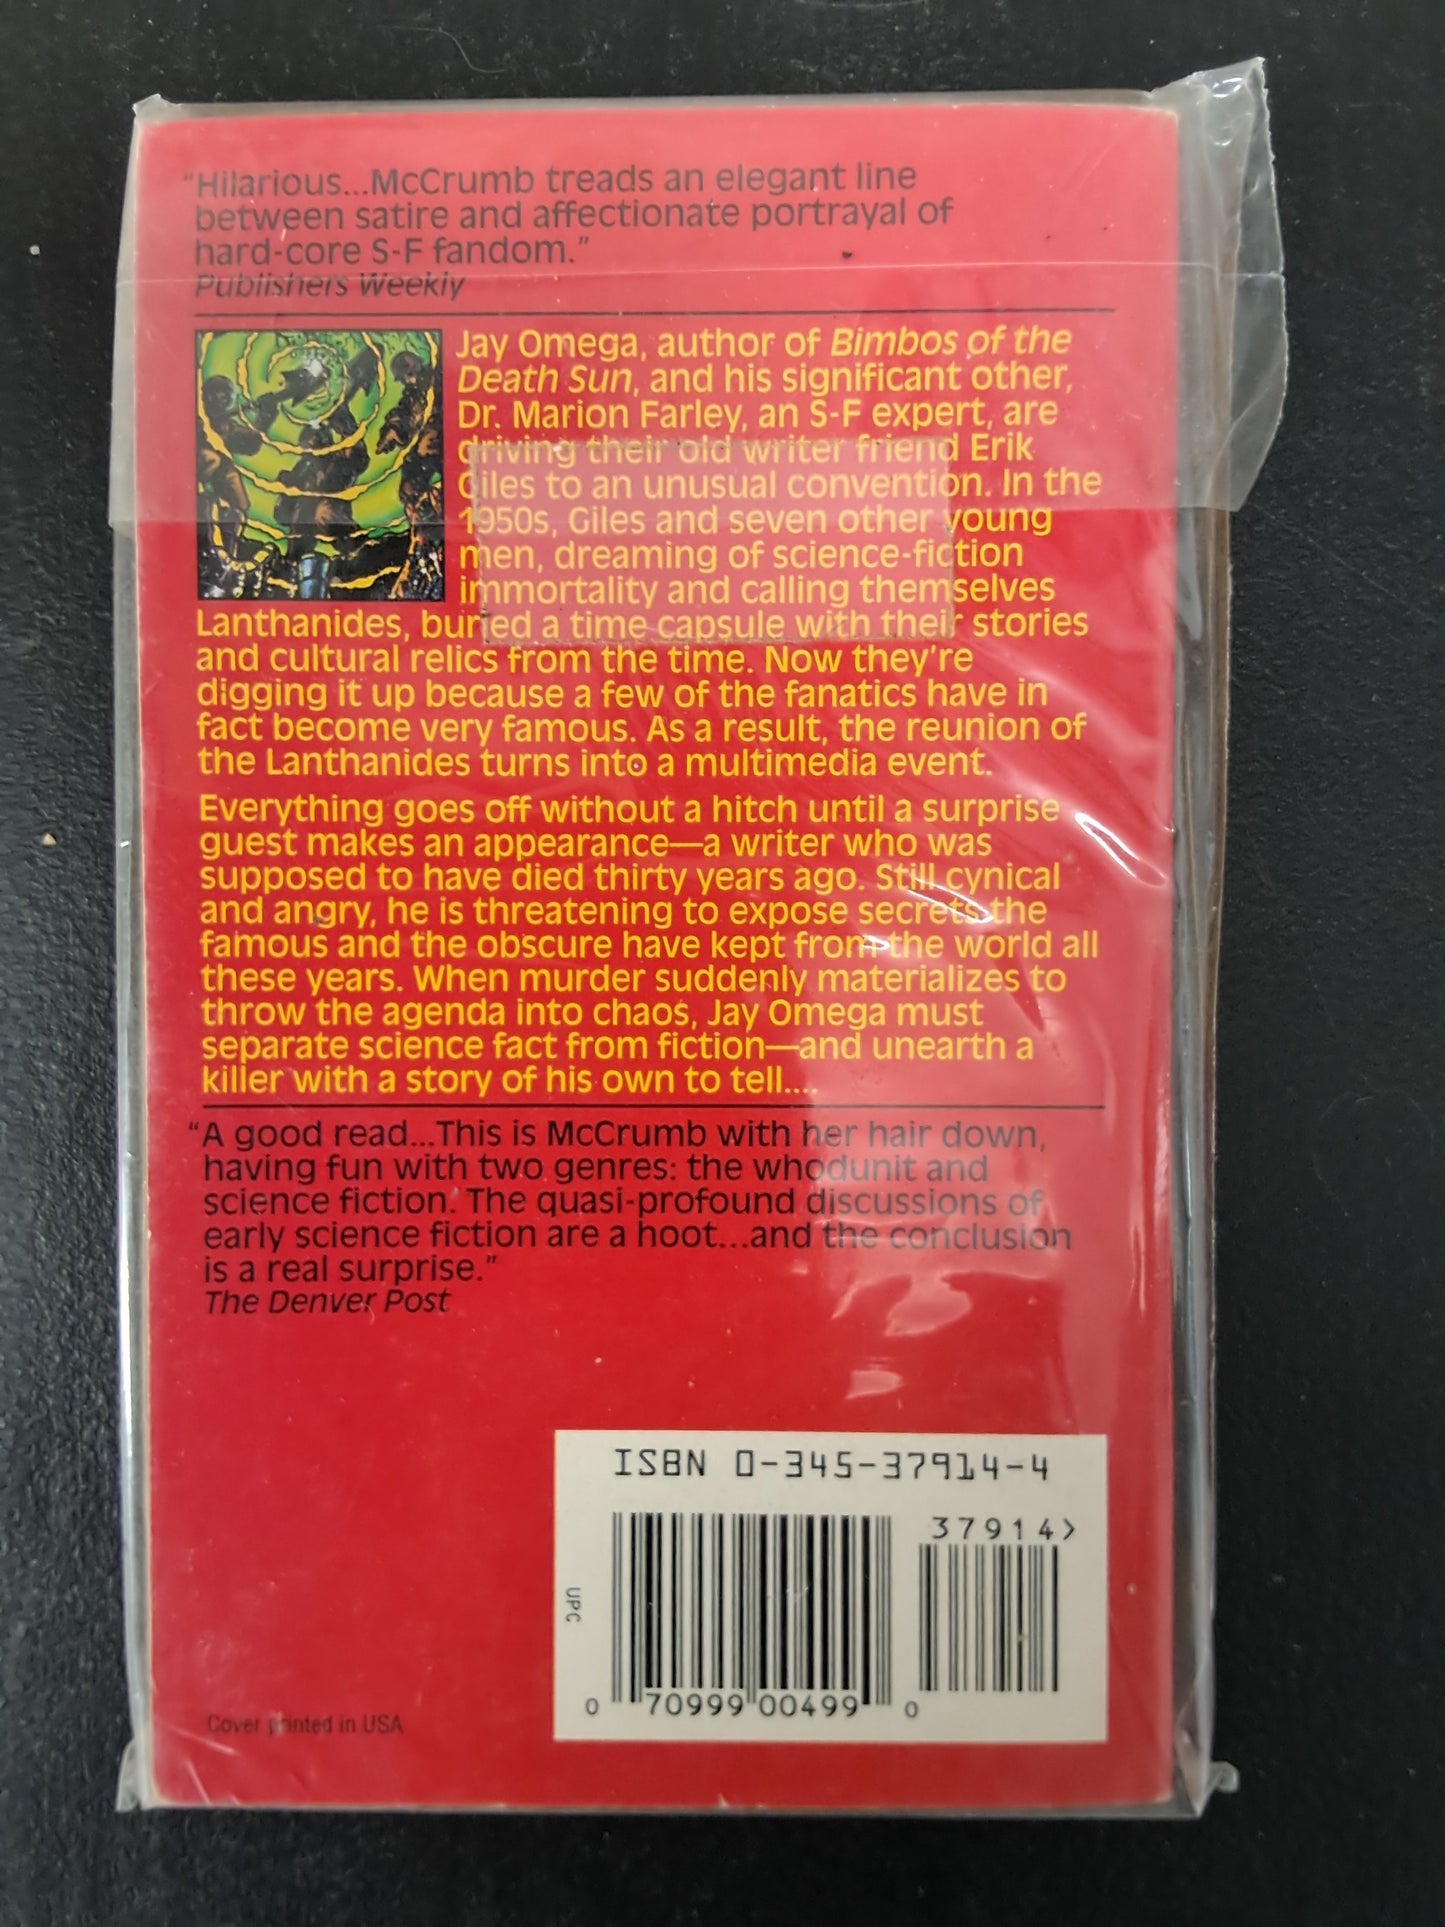 "Hilarious...McCrumb treads an elegant line
between satire and affectionate portrayal of
hard-core S-F fandom."
Publishers Weekly
Jay Omega, author of Bimbos of the
Death Sun, and his significant other,
Dr. Marion Farley, an S-F expert, are
driving their old writer friend Erik
Giles to an unusual convention. In the
1950s, Giles and seven other young
men, dreaming of science-fiction
immortality and calling themselves
Lanthanides, buried a time capsule with their stories
and cultural relics from the time. Now they're
digging it up because a few of the fanatics have in
fact become very famous. As a result, the reunion of
the Lanthanides turns into a multimedia event.
Everything goes off without a hitch until a surprise
guest makes an appearance—a writer who was
supposed to have died thirty years ago. Still cynical
and angry, he is threatening to expose secrets the
famous and the obscure have kept from the world all
these years. When murder suddenly materializes to
throw the agenda into chaos, Jay Omega must
separate science fact from fiction—and unearth a
killer with a story of his own to tell....
"A good read...This is McCrumb with her hair down,
having fun with two genres: the whodunit and
science fiction. The quasi-profound discussions of
early science fiction are a hoot...and the conclusion
is a real surprise."
The Denver Post
ISBN 0-345-37914-4
37914>
UPC
0 70999 00499 0
Cover printed in USA